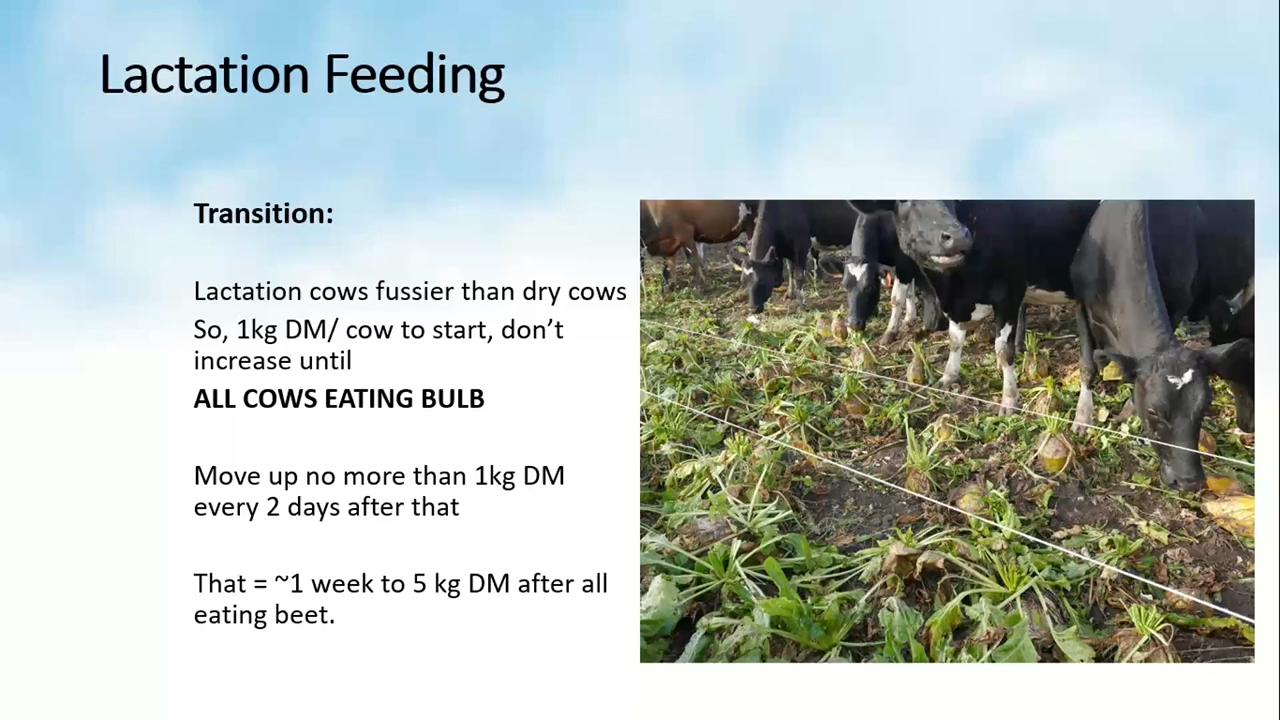 Lactation Feeding
Transition:
Lactation cows fussier than dry cows
So, 1kg DM/ cow to start, don’t
increase until
ALL COWS EATING BULB
Move up no more than 1kg DM
every 2 days after that
That = ~1 week to 5 kg DM after all
eating beet.